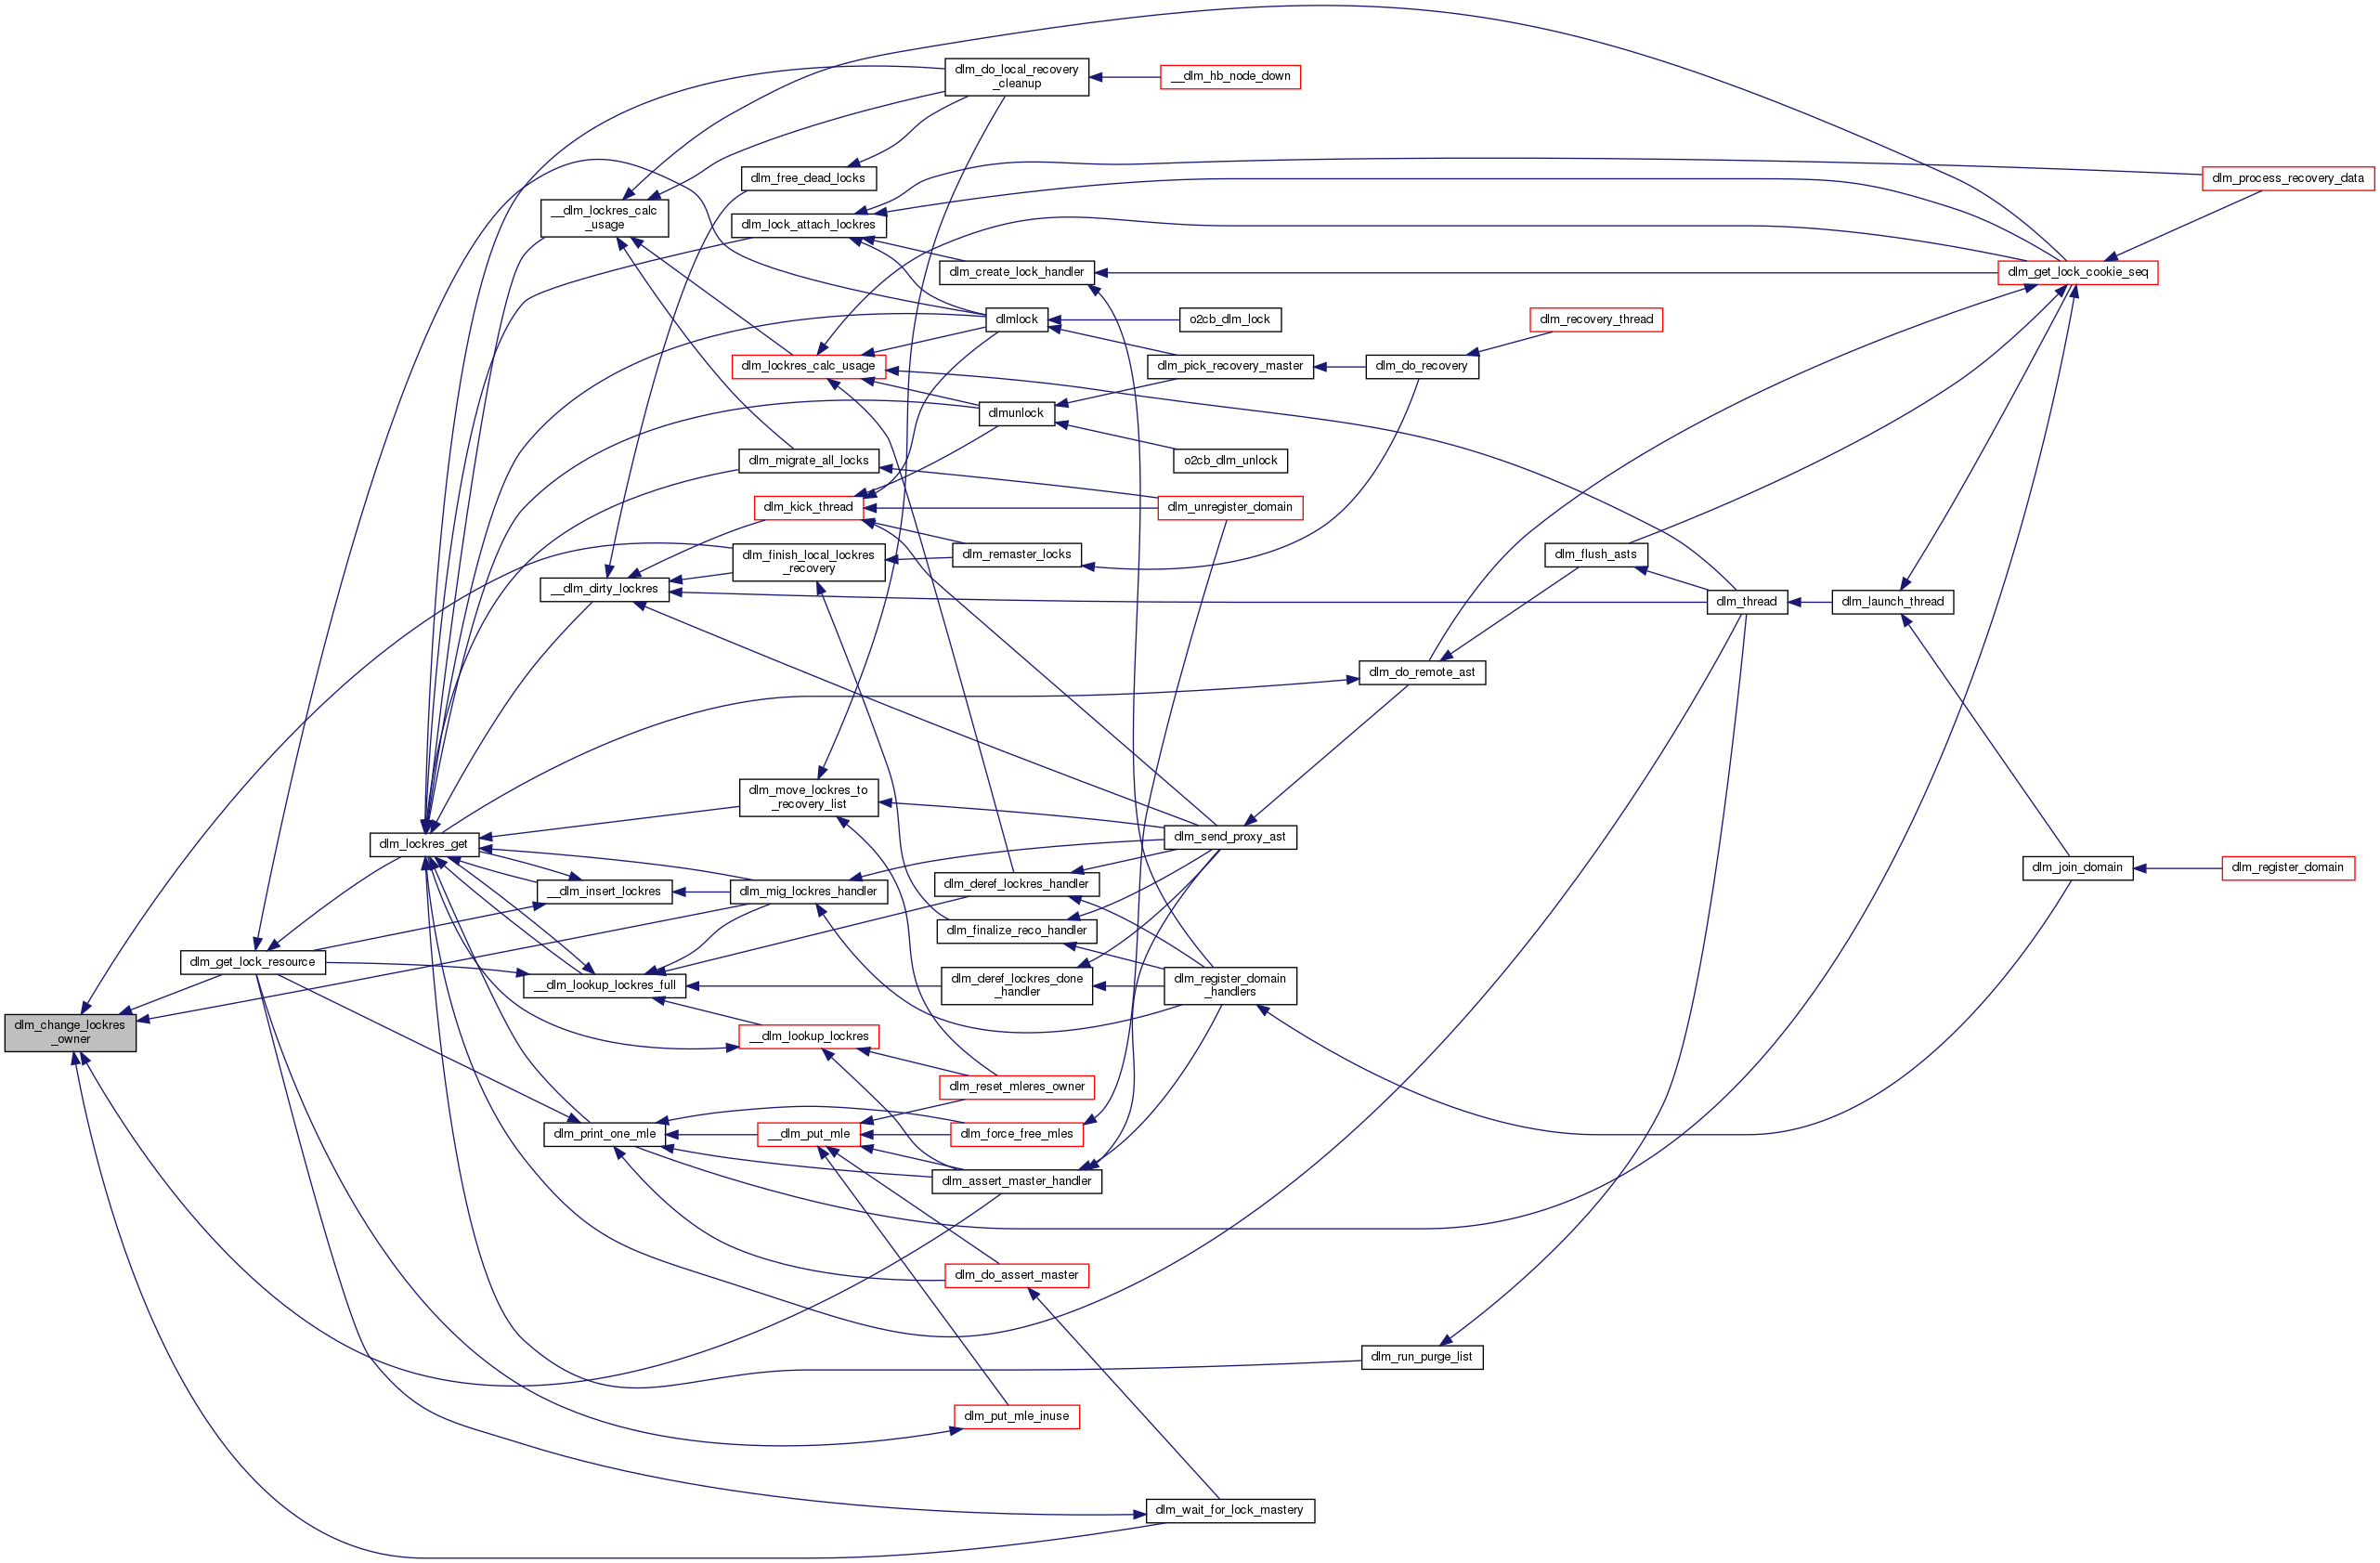 dlm_do_local_recovery
_cleanup
__dlm_hb_node_down
dlm_free_dead_locks
dlm_process_recovery_data
__dlm_lockres_calc
_usage
dlm_lock_attach_lockres
dlm_create_lock_handler
dlm_get_lock_cookie_seq
dlmlock
o2cb_dlm_lock
dlm_recovery_thread
dlm_lockres_calc_usage
dlm_pick_recovery_master
dlm_do_recovery
dlmunlock
dlm_migrate_all_locks
o2cb_dlm_unlock
dlm_kick_thread
dlm_unregister_domain
dlm_finish_local_lockres
_recovery
dlm_remaster_locks
dlm_flush_asts
__dlm_dirty_lockres
dlm_thread
dlm_launch_thread
dlm_do_remote_ast
dlm_move_lockres_to
_recovery_list
dlm_lockres_get
dlm_send_proxy_ast
__dlm_insert_lockres
dlm_mig_lockres_handler
dlm_deref_lockres_handler
dlm_join_domain
dlm_register_domain
dlm_finalize_reco_handler
dlm_get_lock_resource
__dlm_lookup_lockres_full
dlm_deref_lockres_done
_handler
dlm_register_domain
_handlers
dlm_change_lockres
_owner
__dlm_lookup_lockres
dlm_reset_mleres_owner
dlm_print_one_mle
__dlm_put_mle
dlm_force_free_mles
dlm_assert_master_handler
dlm_do_assert_master
dlm_run_purge_list
dlm_put_mle_inuse
dlm_wait_for_lock_mastery